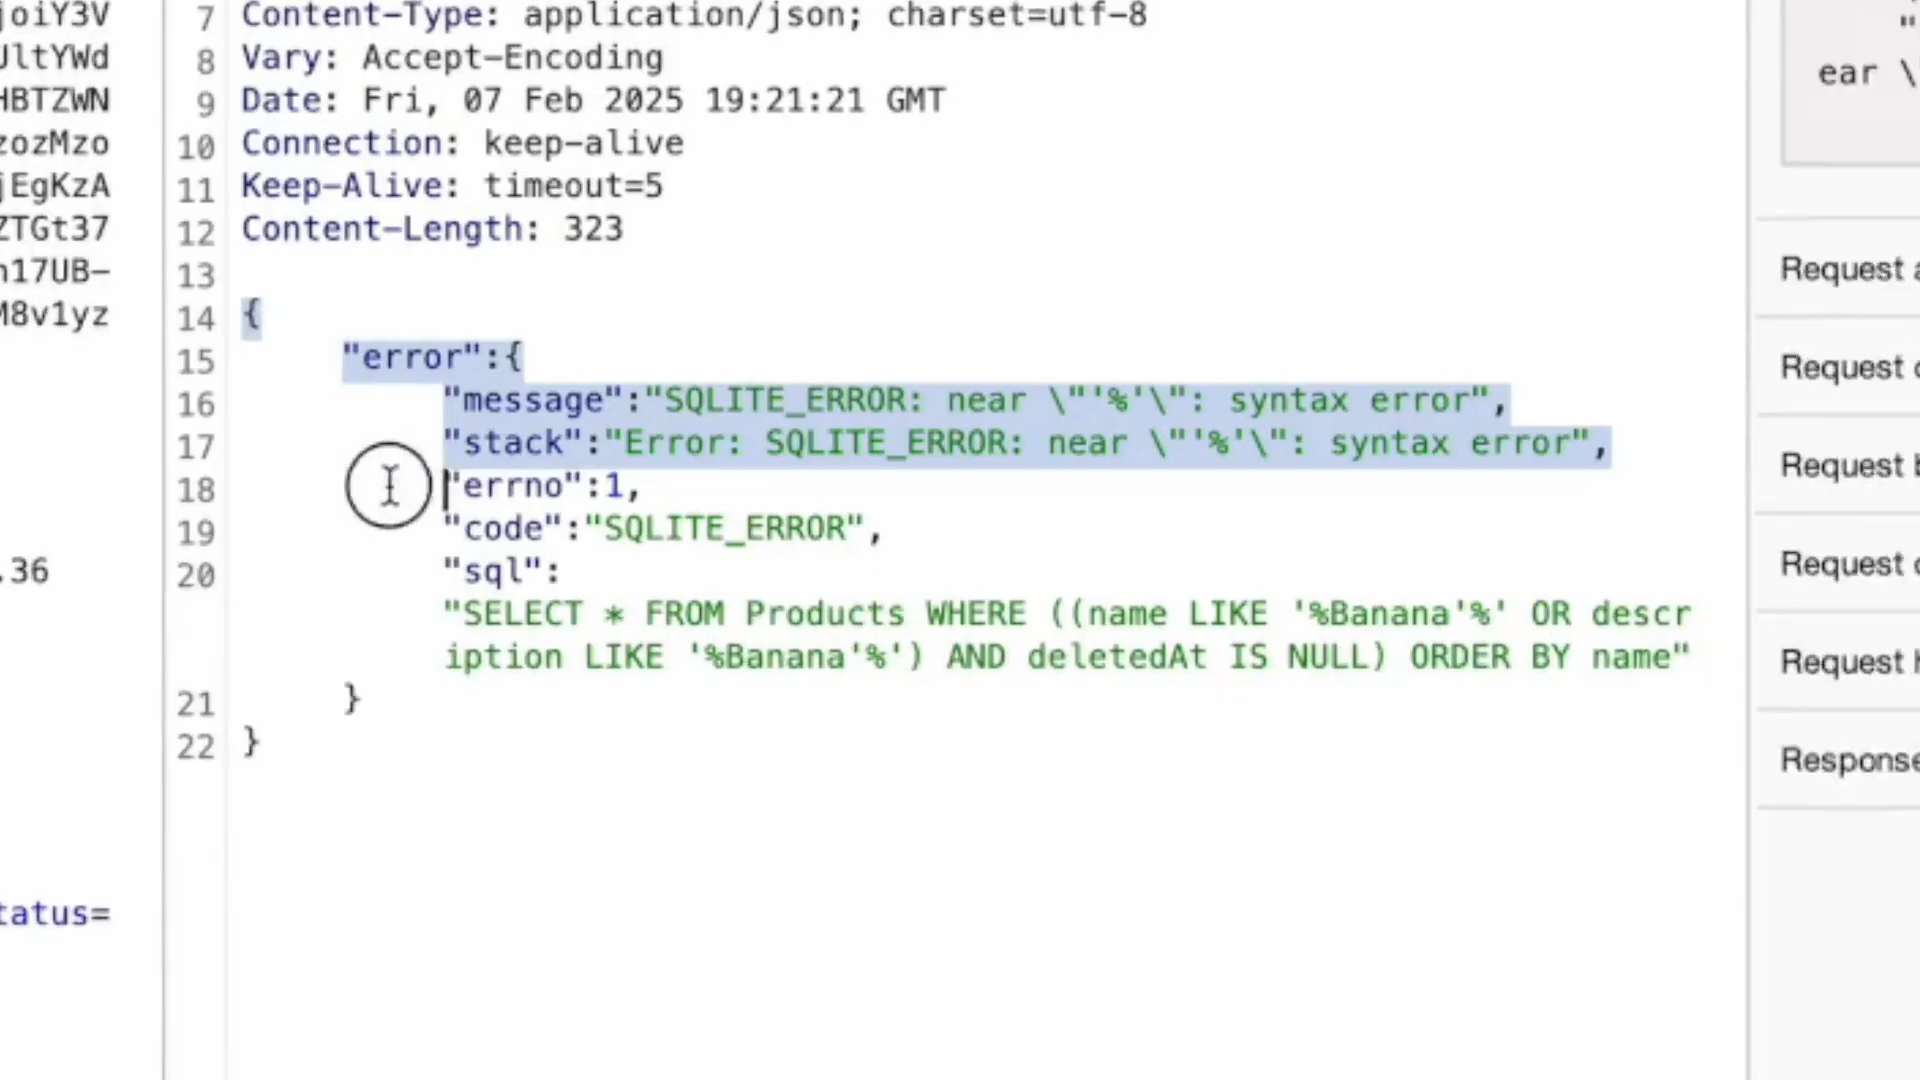 joiY3V
UltYWd
HBTZWN
zozMzo
jEgKzA
ZTGt37
n17UB-
M8v1yz
.36
tatus=
7 Content-Type: application/json; charset=utf-8
8 Vary: Accept-Encoding
9 Date: Fri, 07 Feb 2025 19:21:21 GMT
10 Connection: keep-alive
11 Keep-Alive: timeout=5
12 Content-Length: 323
13
14 {
15 "error":{
16 "message":"SQLITE_ERROR: near \"'%'\": syntax error",
17 "stack":"Error: SQLITE_ERROR: near \"'%'\": syntax error",
18 "errno":1,
19 "code":"SQLITE_ERROR",
20 "sql":
"SELECT * FROM Products WHERE ((name LIKE '%Banana'%' OR descr
iption LIKE '%Banana'%') AND deletedAt IS NULL) ORDER BY name"
21 }
22 }
"
ear \
Request
Request
Request
Request
Request
Response